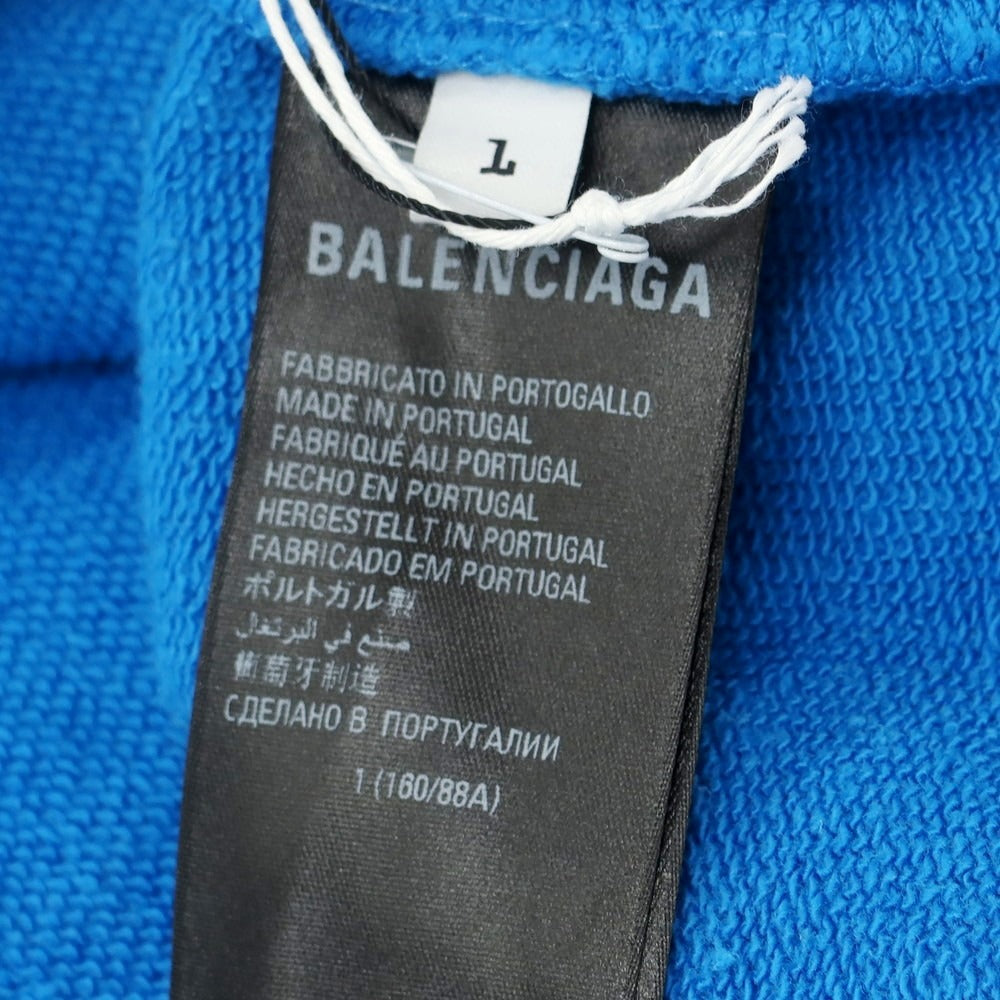 1
BALENCIAGA
FABBRICATO IN PORTOGALLO
MADE IN PORTUGAL
FABRIQUÉ AU PORTUGAL
HECHO EN PORTUGAL
HERGESTELLT IN PORTUGAL
FABRICADO EM PORTUGAL
ポルトガル製
صنع في البرتغال
葡萄牙制造
СДЕЛАНО В ПОРТУГАЛИИ
1 (160/88A)